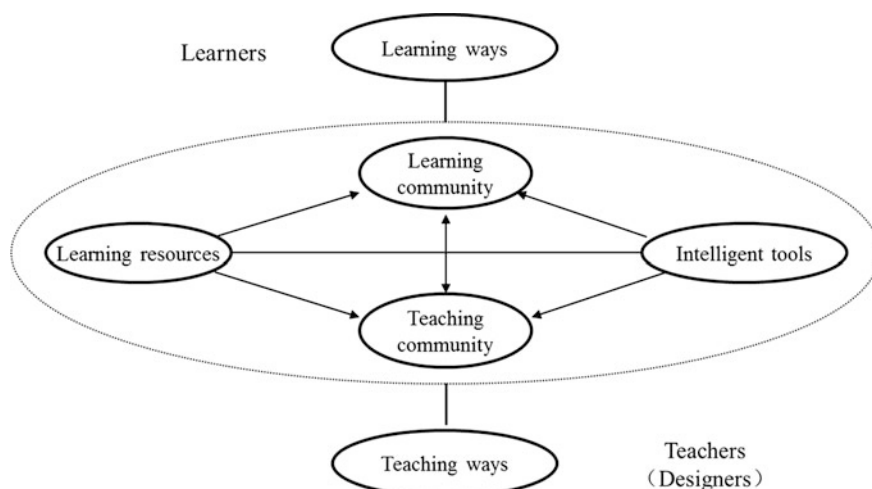 Learning ways
Learners
Learning
community
Learning resources
Intelligent tools
Teaching
community
Teaching ways
Teachers
（Designers）